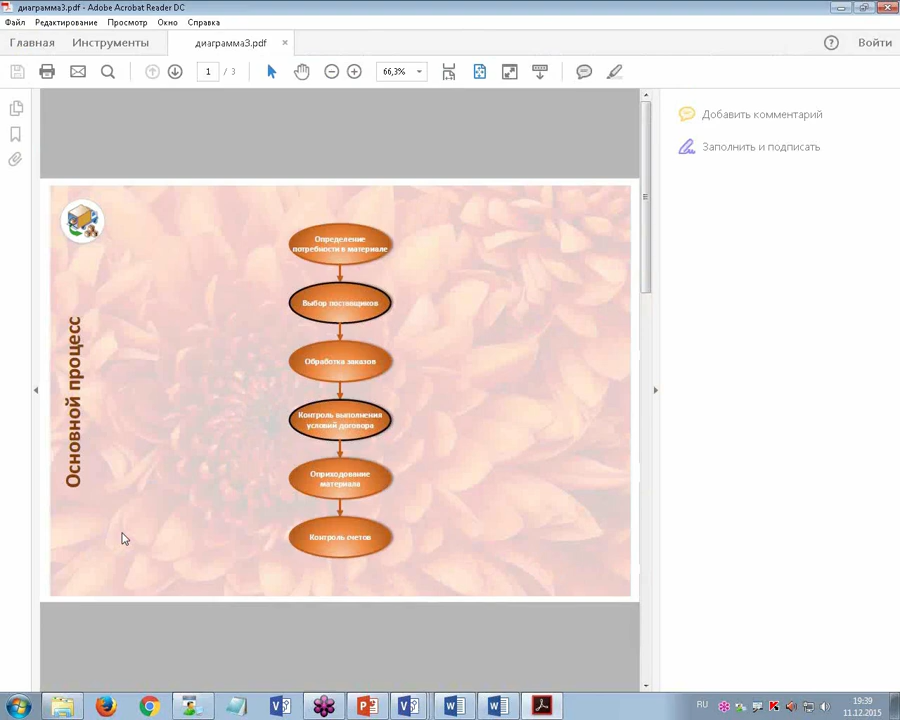 диаграмма3.pdf - Adobe Acrobat Reader DC
Файл Редактирование Просмотр Окно Справка
Главная Инструменты диаграмма3.pdf × Войти
1 / 3 66,3%
Добавить комментарий
Заполнить и подписать
Основной процесс
Определение
потребности в материале
Выбор поставщиков
Обработка заказов
Контроль выполнения
условий договора
Оприходование
материала
Контроль счетов
RU
19:39
11.12.2015